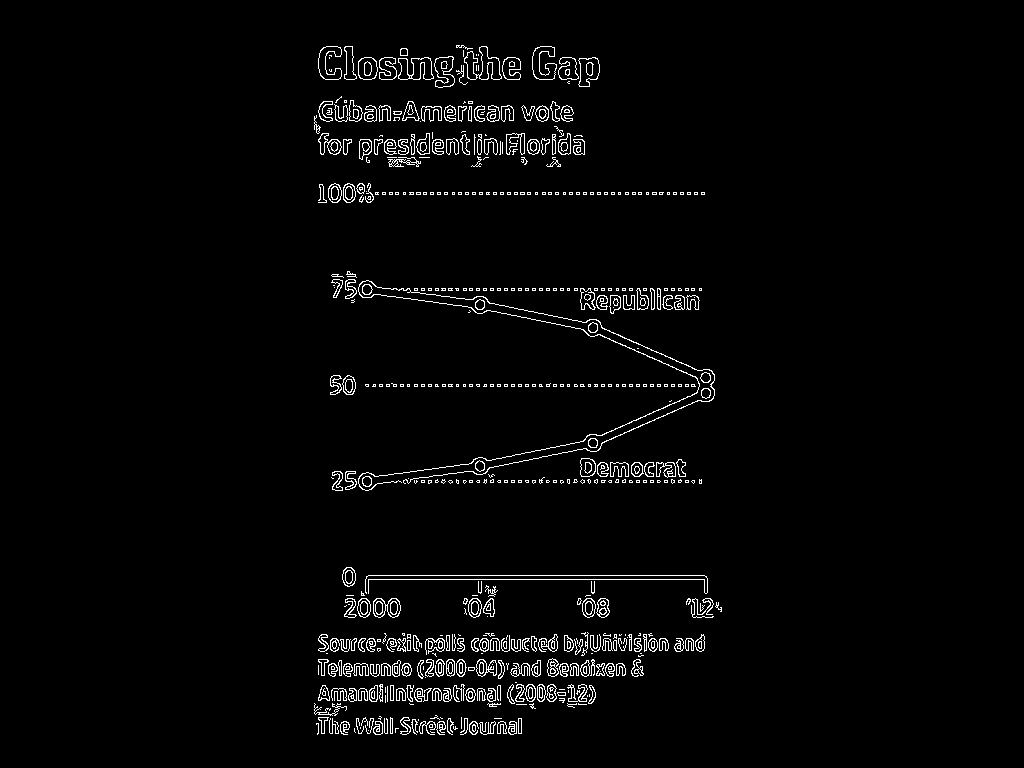 Closing the Gap
Cuban-American vote
for president in Florida
100%
75
Republican
50
Democrat
25
0
2000 '04 '08 '12
Source: exit polls conducted by Univision and
Telemundo (2000-04) and Bendixen &
Amandi International (2008-12)
The Wall Street Journal